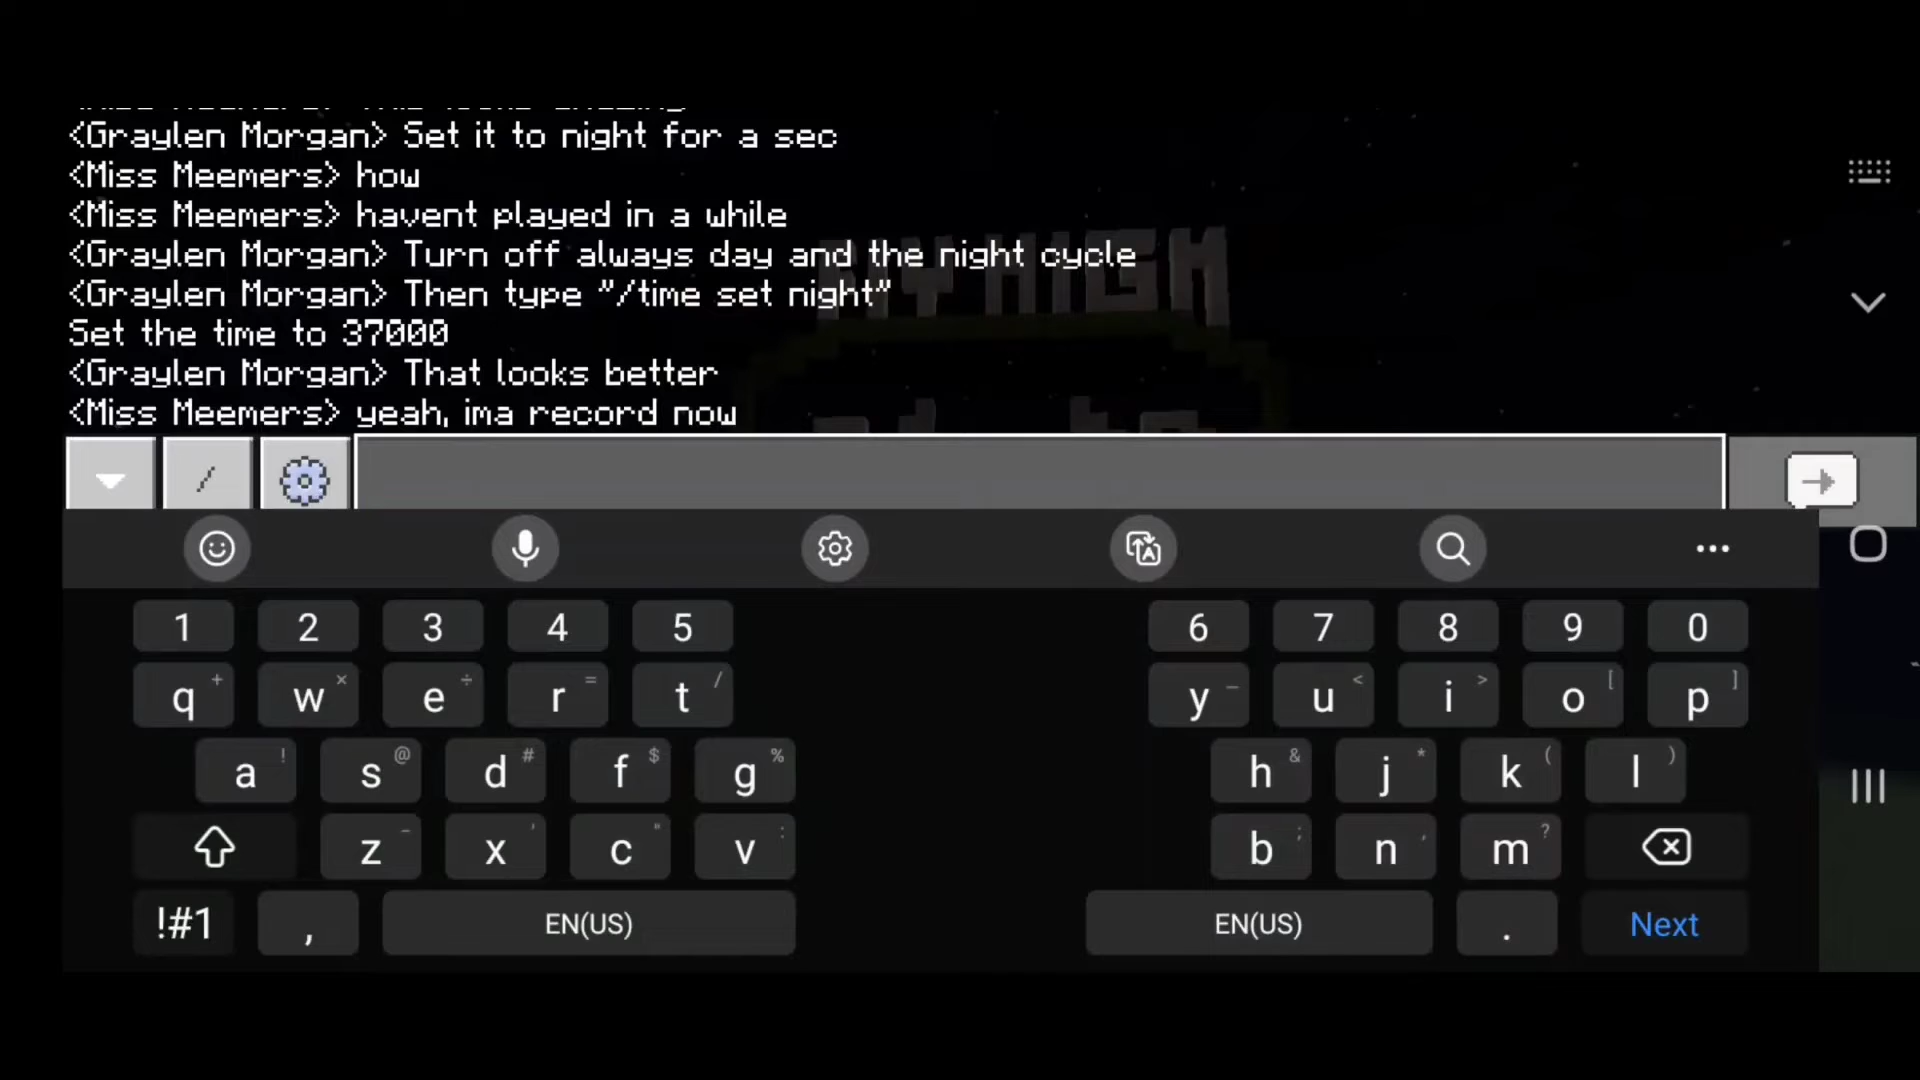 <Graylen Morgan> Set it to night for a sec
<Miss Meemers> how
<Miss Meemers> havent played in a while
<Graylen Morgan> Turn off always day and the night cycle
<Graylen Morgan> Then type "/time set night"
Set the time to 37000
<Graylen Morgan> That looks better
<Miss Meemers> yeah, ima record now
/
1 2 3 4 5 6 7 8 9 0
q + w × e ÷ r = t / y _ u < i > o [ p ]
a ! s @ d # f $ g % h & j * k ( l )
z - x ' c " v : b ; n , m ?
!#1 , EN(US) EN(US) . Next